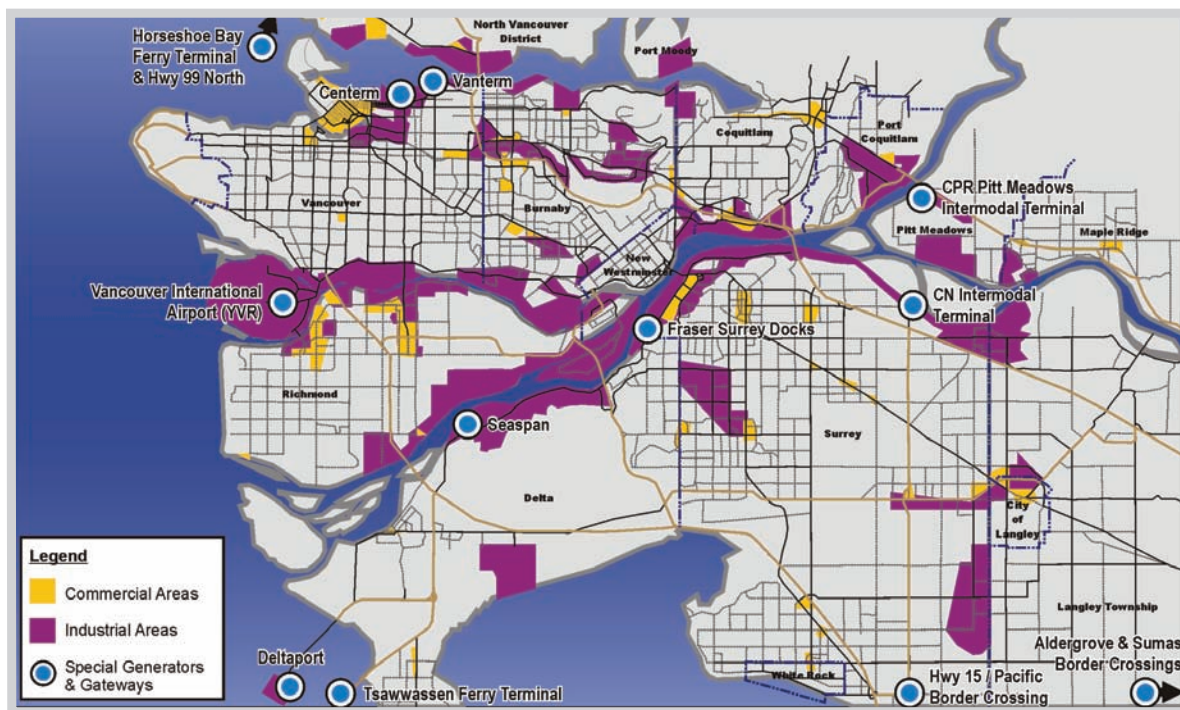 Horseshoe Bay
Ferry Terminal
& Hwy 99 North
North Vancouver
District
Port Moody
Centerm
Vanterm
Coquitlam
Port
Coquitlam
CPR Pitt Meadows
Intermodal Terminal
Vancouver
Burnaby
Pitt Meadows
Maple Ridge
New
Westminster
Vancouver International
Airport (YVR)
CN Intermodal
Terminal
Fraser Surrey Docks
Richmond
Seaspan
Surrey
Delta
City
of
Langley
Legend
Commercial Areas
Industrial Areas
Special Generators
& Gateways
Langley Township
Aldergrove & Sumas
Border Crossings
Deltaport
Tsawwassen Ferry Terminal
White Rock
Hwy 15 / Pacific
Border Crossing